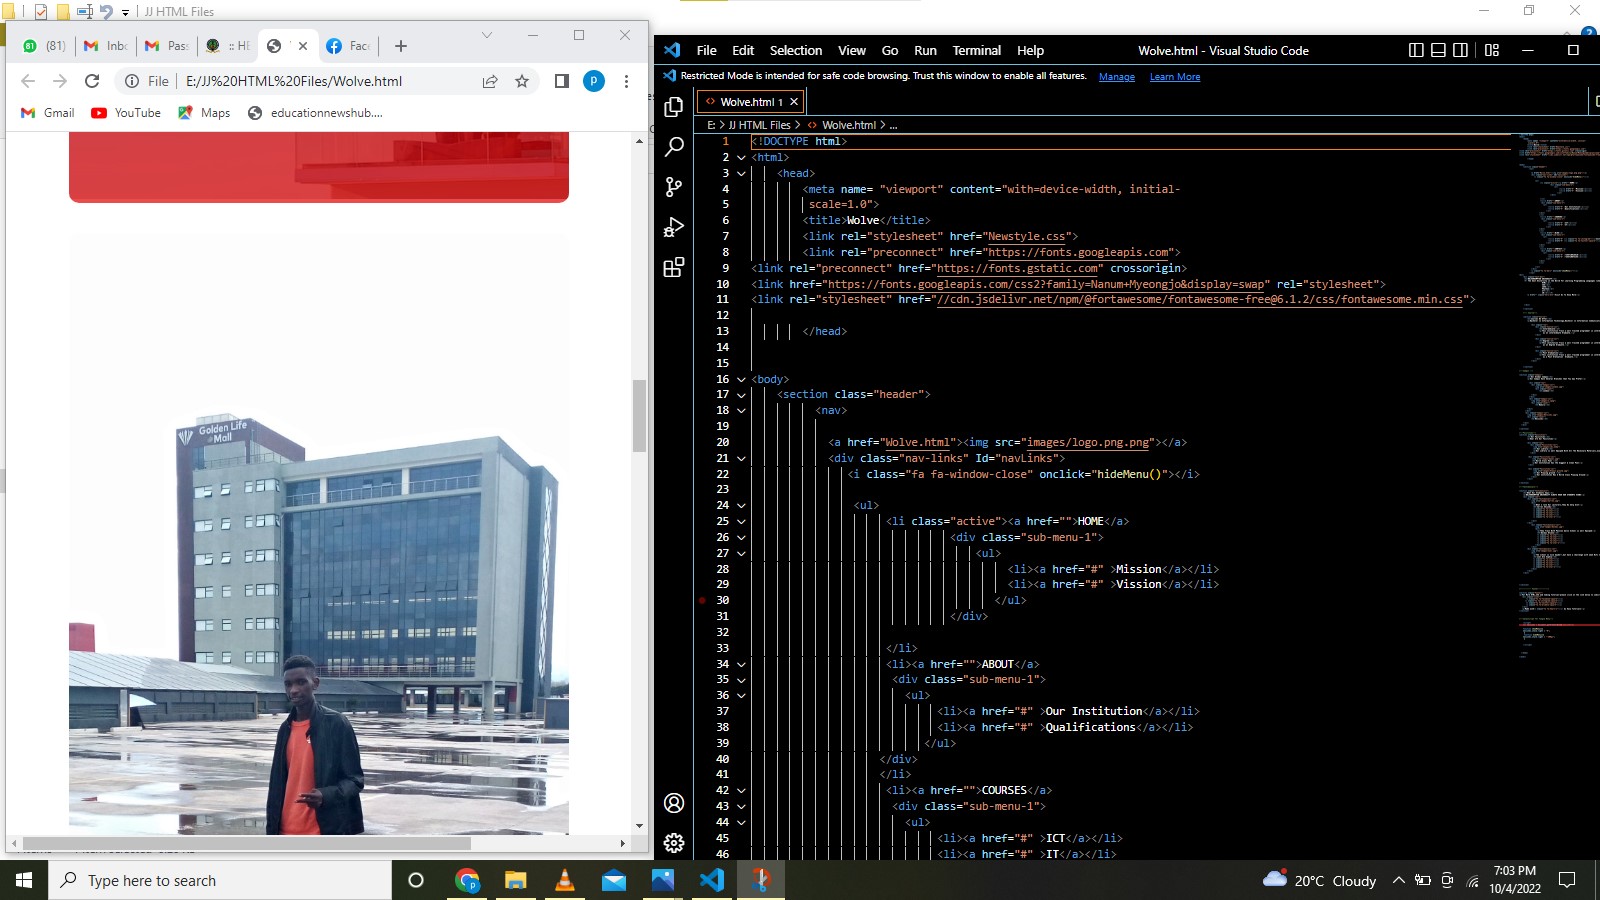 JJ HTML Files
(81)
Inbc
Pas
:: HE
Fac
File E:/JJ%20HTML%20Files/Wolve.html
p
Gmail YouTube Maps educationnewshub....
Golden Life
Mall
File Edit Selection View Go Run Terminal Help
Wolve.html - Visual Studio Code
Restricted Mode is intended for safe code browsing. Trust this window to enable all features. Manage Learn More
Wolve.html 1
E: > JJ HTML Files > Wolve.html > ...
1 <!DOCTYPE html>
2 <html>
3 <head>
4 <meta name= "viewport" content="with=device-width, initial-
5 scale=1.0">
6 <title>Wolve</title>
7 <link rel="stylesheet" href="Newstyle.css">
8 <link rel="preconnect" href="https://fonts.googleapis.com">
9 <link rel="preconnect" href="https://fonts.gstatic.com" crossorigin>
10 <link href="https://fonts.googleapis.com/css2?family=Nanum+Myeongjo&display=swap" rel="stylesheet">
11 <link rel="stylesheet" href="//cdn.jsdelivr.net/npm/@fortawesome/fontawesome-free@6.1.2/css/fontawesome.min.css">
12
13 </head>
14
15
16 <body>
17 <section class="header">
18 <nav>
19
20 <a href="Wolve.html"><img src="images/logo.png.png"></a>
21 <div class="nav-links" Id="navLinks">
22 <i class="fa fa-window-close" onclick="hideMenu()"></i>
23
24 <ul>
25 <li class="active"><a href="">HOME</a>
26 <div class="sub-menu-1">
27 <ul>
28 <li><a href="#" >Mission</a></li>
29 <li><a href="#" >Vission</a></li>
30 </ul>
31 </div>
32
33 </li>
34 <li><a href="">ABOUT</a>
35 <div class="sub-menu-1">
36 <ul>
37 <li><a href="#" >Our Institution</a></li>
38 <li><a href="#" >Qualifications</a></li>
39 </ul>
40 </div>
41 </li>
42 <li><a href="">COURSES</a>
43 <div class="sub-menu-1">
44 <ul>
45 <li><a href="#" >ICT</a></li>
46 <li><a href="#" >IT</a></li>
Type here to search
20°C Cloudy
7:03 PM
10/4/2022